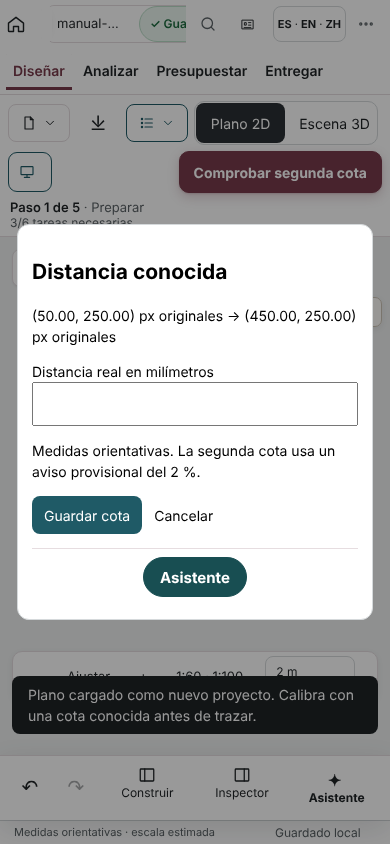 manual-... ✓ Gua ES · EN · ZH
Diseñar Analizar Presupuestar Entregar
Plano 2D Escena 3D
Comprobar segunda cota
Paso 1 de 5 · Preparar
3/6 tareas necesarias
Distancia conocida
(50.00, 250.00) px originales → (450.00, 250.00)
px originales
Distancia real en milímetros
Medidas orientativas. La segunda cota usa un
aviso provisional del 2 %.
Guardar cota Cancelar
Asistente
Ajustar 1:60 1:100 2 m
Plano cargado como nuevo proyecto. Calibra con
una cota conocida antes de trazar.
Construir Inspector Asistente
Medidas orientativas · escala estimada Guardado local